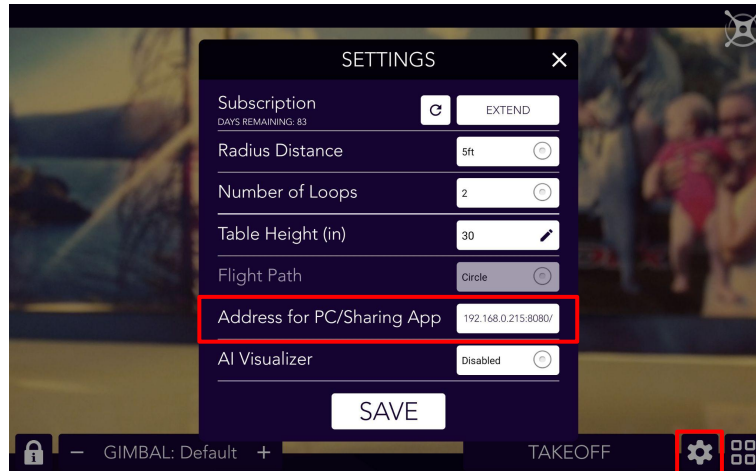 SETTINGS
Subscription
DAYS REMAINING: 83
EXTEND
Radius Distance
5ft
Number of Loops
2
Table Height (in)
30
Flight Path
Circle
Address for PC/Sharing App
192.168.0.215:8080/
AI Visualizer
Disabled
SAVE
− GIMBAL: Default +
TAKEOFF